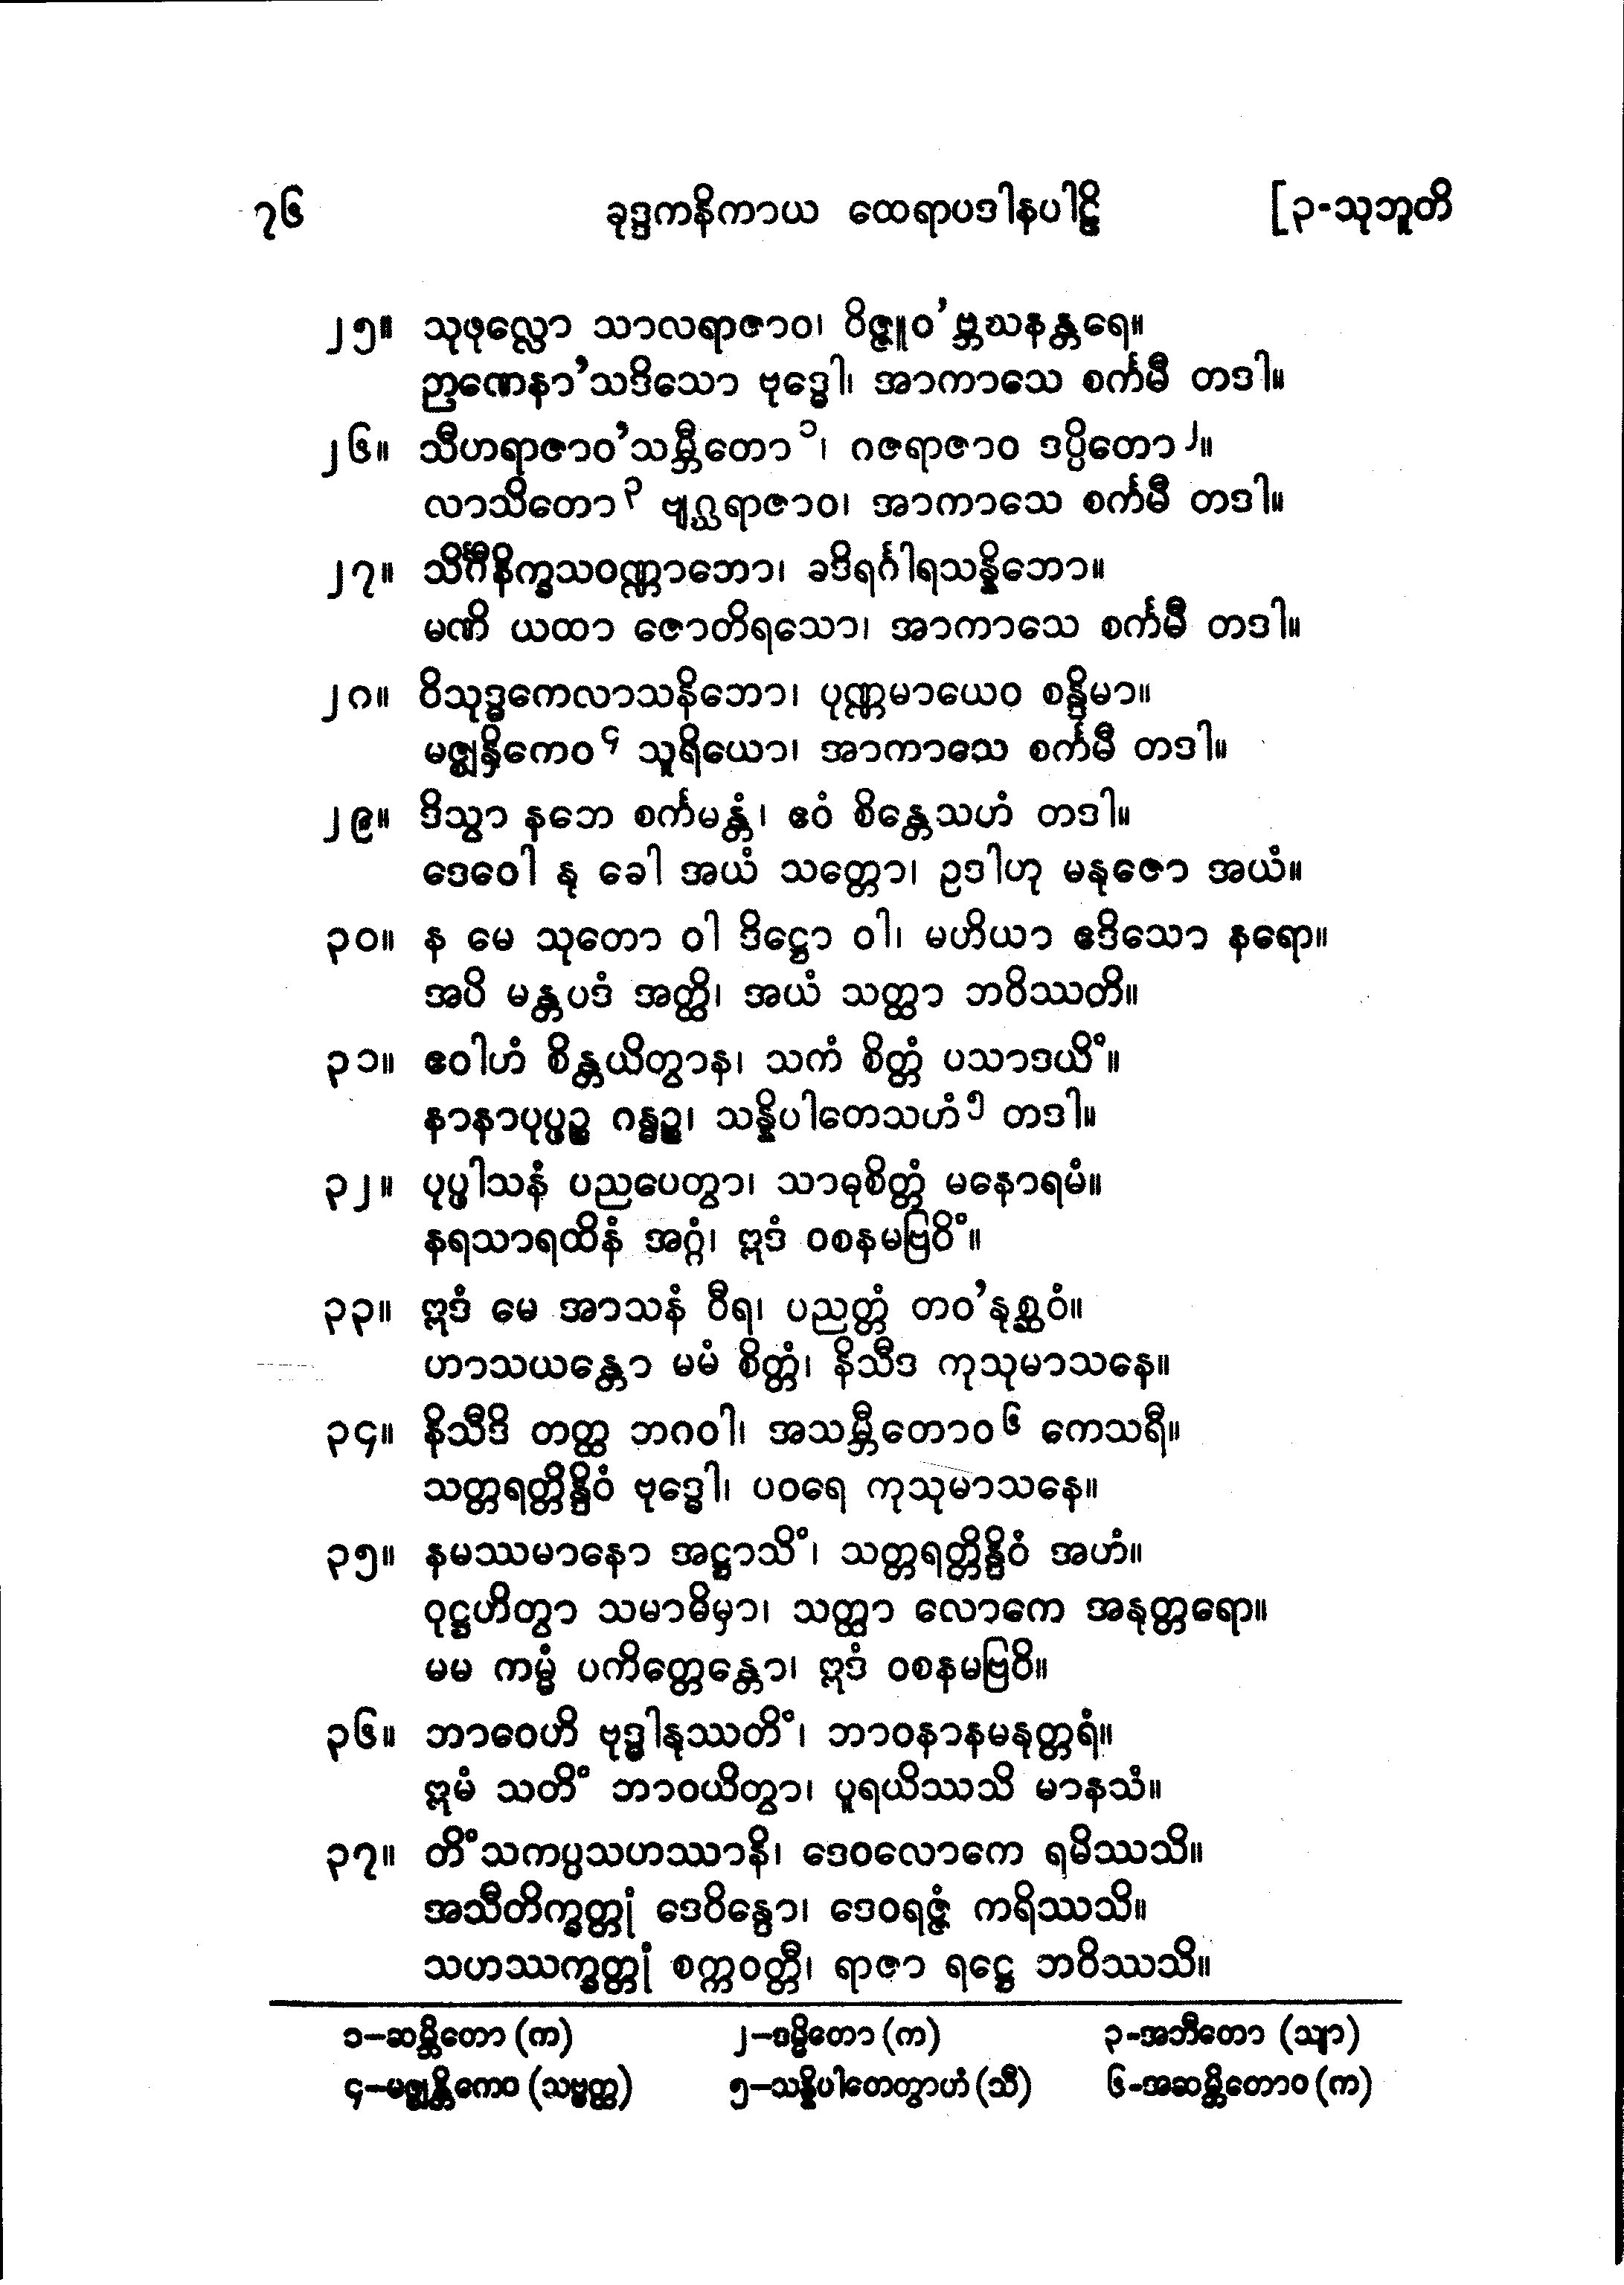 ၇၆ ခုဒ္ဒကနိကာယ ထေရာပဒါနပါဠိ [၃-သုဘူတိ
၂၅။ သုဖုလ္လော သာလရာဇာဝ၊ ဝိဇ္ဇူဝ’ဗ္ဘဃနန္တရေ။
ဉာဏေနာ’သဒိသော ဗုဒ္ဓေါ၊ အာကာသေ စင်္ကမီ တဒါ။
၂၆။ သီဟရာဇာဝ’သမ္ဘီတော၁၊ ဂဇရာဇာဝ ဒပ္ပိတော၂။
လာသိတော၃ ဗျဂ္ဃရာဇာဝ၊ အာကာသေ စင်္ကမီ တဒါ။
၂၇။ သိင်္ဂီနိက္ခသဝဏ္ဏာဘော၊ ခဒိရင်္ဂါရသန္နိဘော။
မဏိ ယထာ ဇောတိရသော၊ အာကာသေ စင်္ကမီ တဒါ။
၂၈။ ဝိသုဒ္ဓကေလာသနိဘော၊ ပုဏ္ဏမာယေဝ စန္ဒိမာ။
မဇ္ဈန္ဟိကေဝ၄ သူရိယော၊ အာကာသေ စင်္ကမီ တဒါ။
၂၉။ ဒိသွာ နဘေ စင်္ကမန္တံ၊ ဧဝံ စိန္တေသဟံ တဒါ။
ဒေဝေါ နု ခေါ အယံ သတ္တော၊ ဥဒါဟု မနုဇော အယံ။
၃၀။ န မေ သုတော ဝါ ဒိဋ္ဌော ဝါ၊ မဟိယာ ဧဒိသော နရော။
အပိ မန္တပဒံ အတ္ထိ၊ အယံ သတ္ထာ ဘဝိဿတိ။
၃၁။ ဧဝါဟံ စိန္တယိတွာန၊ သကံ စိတ္တံ ပသာဒယိံ။
နာနာပုပ္ဖဉ္စ ဂန္ဓဉ္စ၊ သန္နိပါတေသဟံ၅ တဒါ။
၃၂။ ပုပ္ဖါသနံ ပညပေတွာ၊ သာဓုစိတ္တံ မနောရမံ။
နရသာရထိနံ အဂ္ဂံ၊ ဣဒံ ဝစနမဗြဝိံ။
၃၃။ ဣဒံ မေ အာသနံ ဝီရ၊ ပညတ္တံ တဝ’နုစ္ဆဝံ။
ဟာသယန္တော မမံ စိတ္တံ၊ နိသီဒ ကုသုမာသနေ။
၃၄။ နိသီဒိ တတ္ထ ဘဂဝါ၊ အသမ္ဘီတောဝ၆ ကေသရီ။
သတ္တရတ္တိန္ဒိဝံ ဗုဒ္ဓေါ၊ ပဝရေ ကုသုမာသနေ။
၃၅။ နမဿမာနော အဋ္ဌာသိံ၊ သတ္တရတ္တိန္ဒိဝံ အဟံ။
ဝုဋ္ဌဟိတွာ သမာဓိမှာ၊ သတ္ထာ လောကေ အနုတ္တရော။
မမ ကမ္မံ ပကိတ္တေန္တော၊ ဣဒံ ဝစနမဗြဝိ။
၃၆။ ဘာဝေဟိ ဗုဒ္ဓါနုဿတိံ၊ ဘာဝနာနမနုတ္တရံ။
ဣမံ သတိံ ဘာဝယိတွာ၊ ပူရယိဿသိ မာနသံ။
၃၇။ တိံသကပ္ပသဟဿာနိ၊ ဒေဝလောကေ ရမိဿသိ။
အသီတိက္ခတ္တုံ ဒေဝိန္ဒော၊ ဒေဝရဇ္ဇံ ကရိဿသိ။
သဟဿက္ခတ္တုံ စက္ကဝတ္တီ၊ ရာဇာ ရဋ္ဌေ ဘဝိဿသိ။
၁–ဆမ္ဘိတော (က) ၂–ဒမ္မိတော (က) ၃-အဘီတော (သျာ)
၄–မဇ္ဈန္တိကေဝ (သဗ္ဗတ္ထ) ၅–သန္နိပါတေတွာဟံ (သီ) ၆-အဆမ္ဘိတောဝ (က)